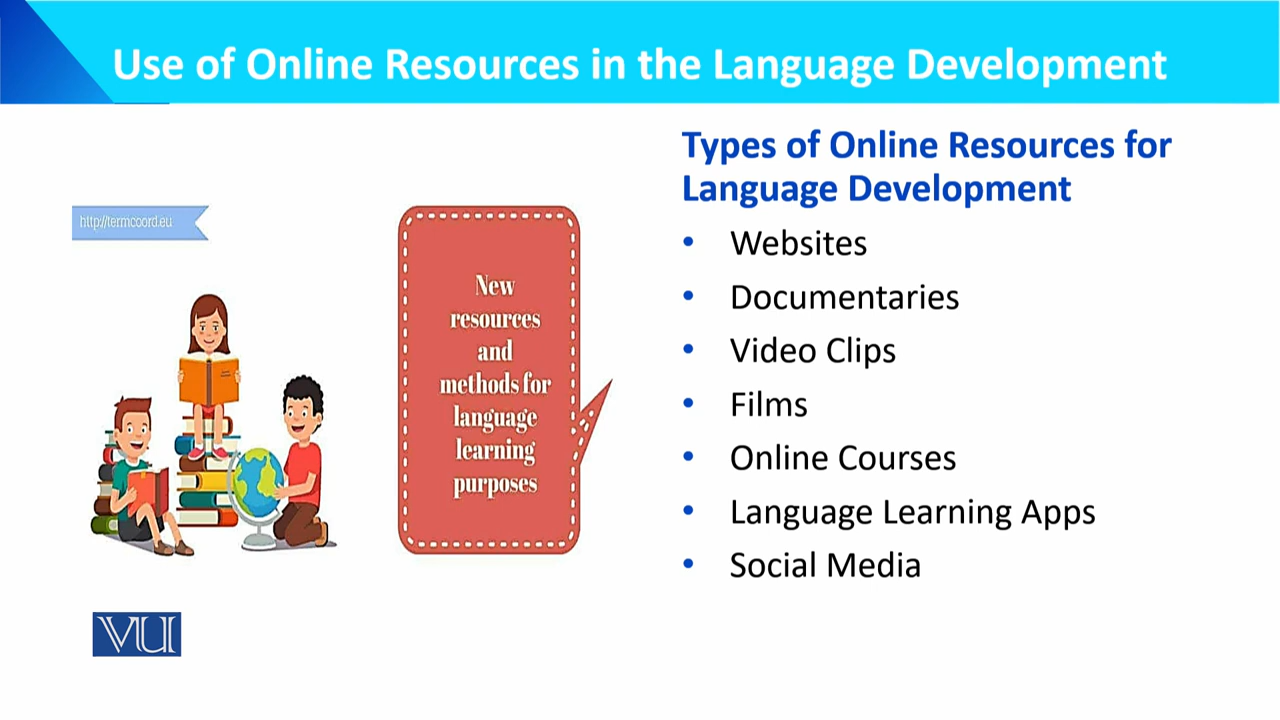 Use of Online Resources in the Language Development
http://termcoord.eu
New
resources
and
methods for
language
learning
purposes
Types of Online Resources for
Language Development
• Websites
• Documentaries
• Video Clips
• Films
• Online Courses
• Language Learning Apps
• Social Media
VU